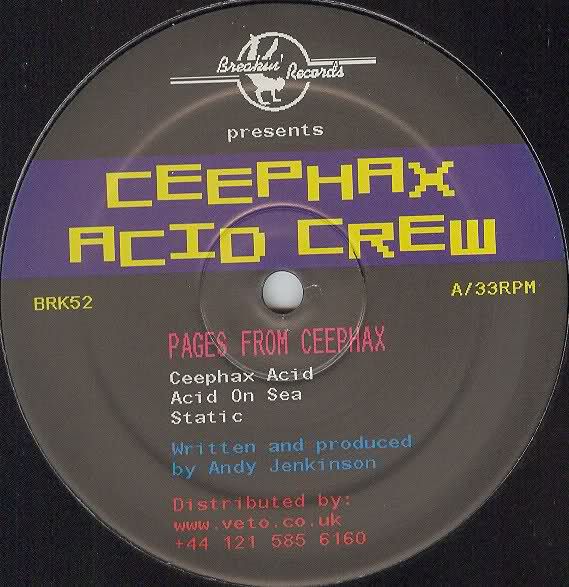 Breakin' Records
presents
CEEPHAX
ACID CREW
BRK52
A/33RPM
PAGES FROM CEEPHAX
Ceephax Acid
Acid On Sea
Static
Written and produced
by Andy Jenkinson
Distributed by:
www.veto.co.uk
+44 121 585 6160